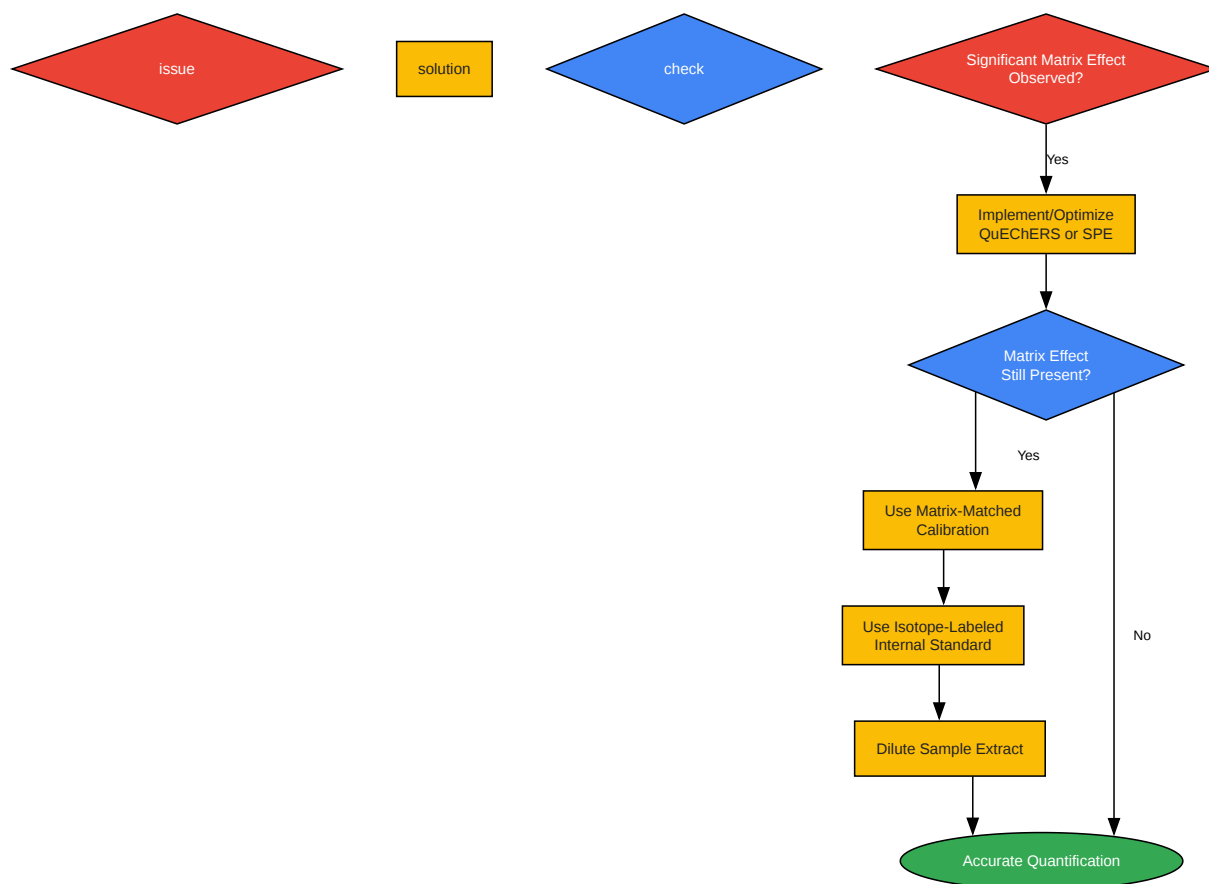 issue
solution
check
Significant Matrix Effect
Observed?
Yes
Implement/Optimize
QuEChERS or SPE
Matrix Effect
Still Present?
Yes
Use Matrix-Matched
Calibration
Use Isotope-Labeled
Internal Standard
No
Dilute Sample Extract
Accurate Quantification